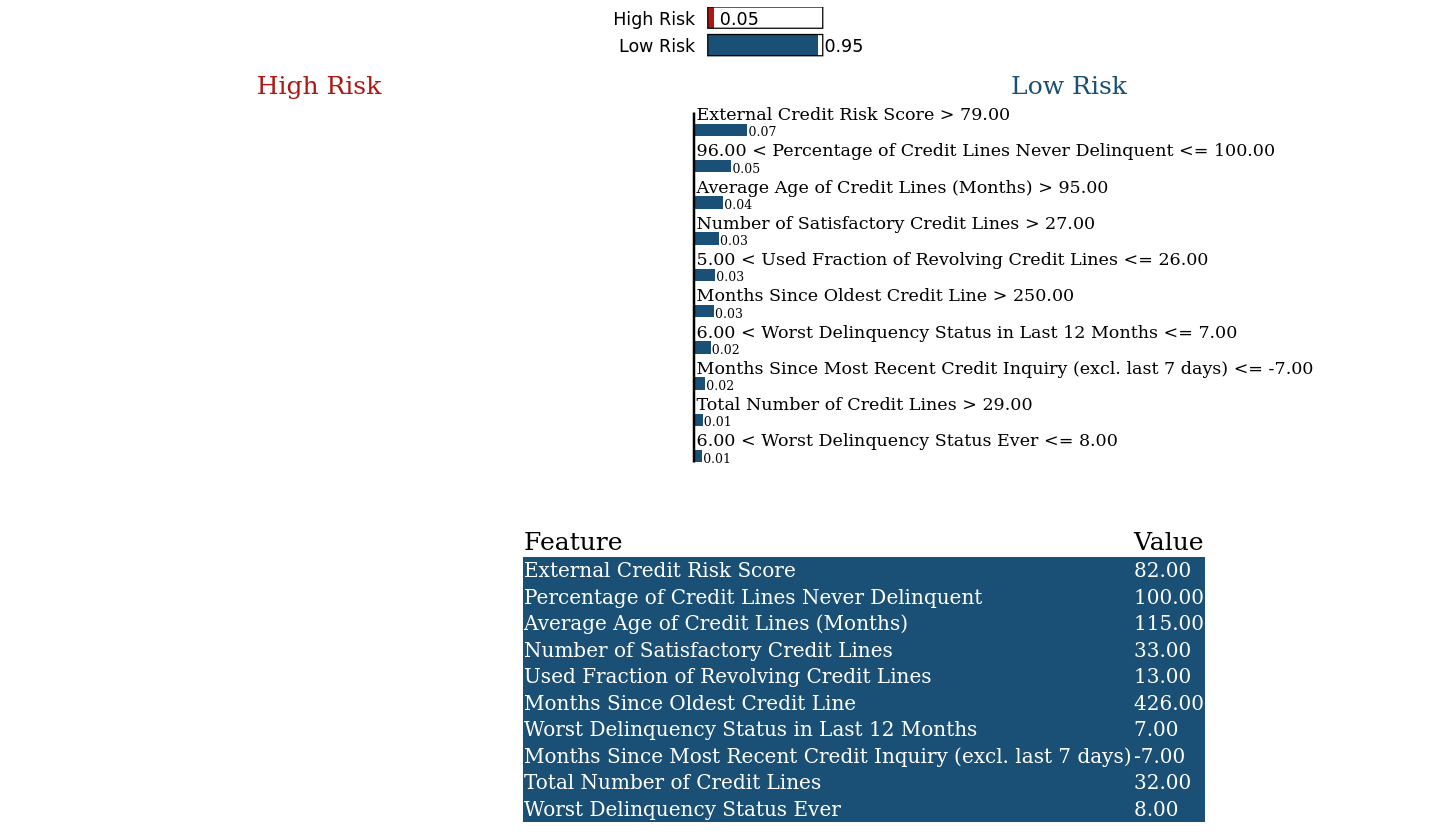 High Risk 0.05
Low Risk 0.95
High Risk
Low Risk
External Credit Risk Score > 79.00
0.07
96.00 < Percentage of Credit Lines Never Delinquent <= 100.00
0.05
Average Age of Credit Lines (Months) > 95.00
0.04
Number of Satisfactory Credit Lines > 27.00
0.03
5.00 < Used Fraction of Revolving Credit Lines <= 26.00
0.03
Months Since Oldest Credit Line > 250.00
0.03
6.00 < Worst Delinquency Status in Last 12 Months <= 7.00
0.02
Months Since Most Recent Credit Inquiry (excl. last 7 days) <= -7.00
0.02
Total Number of Credit Lines > 29.00
0.01
6.00 < Worst Delinquency Status Ever <= 8.00
0.01
Feature Value
External Credit Risk Score 82.00
Percentage of Credit Lines Never Delinquent 100.00
Average Age of Credit Lines (Months) 115.00
Number of Satisfactory Credit Lines 33.00
Used Fraction of Revolving Credit Lines 13.00
Months Since Oldest Credit Line 426.00
Worst Delinquency Status in Last 12 Months 7.00
Months Since Most Recent Credit Inquiry (excl. last 7 days) -7.00
Total Number of Credit Lines 32.00
Worst Delinquency Status Ever 8.00